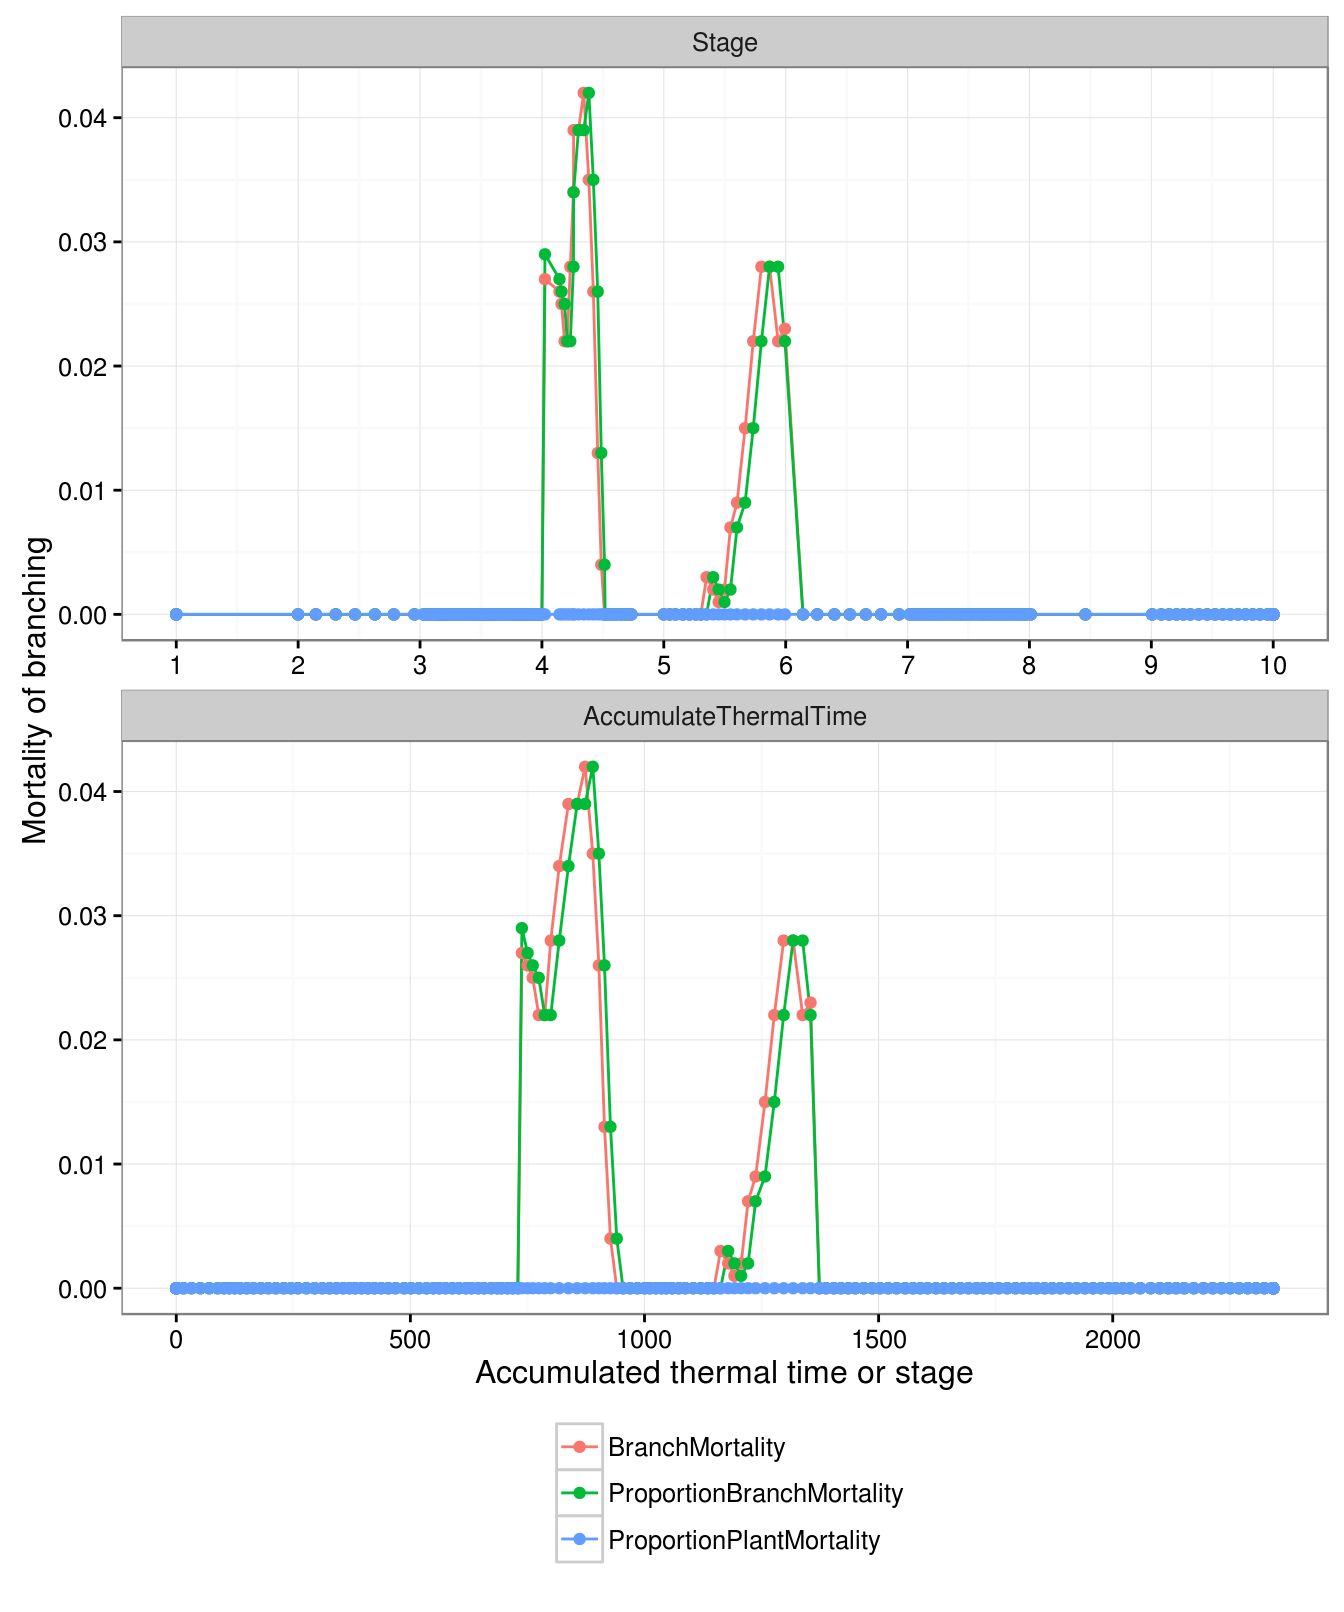 Stage
0.04
0.03
0.02
0.01
0.00
1 2 3 4 5 6 7 8 9 10
Mortality of branching
AccumulateThermalTime
0.04
0.03
0.02
0.01
0.00
0 500 1000 1500 2000
Accumulated thermal time or stage
BranchMortality
ProportionBranchMortality
ProportionPlantMortality